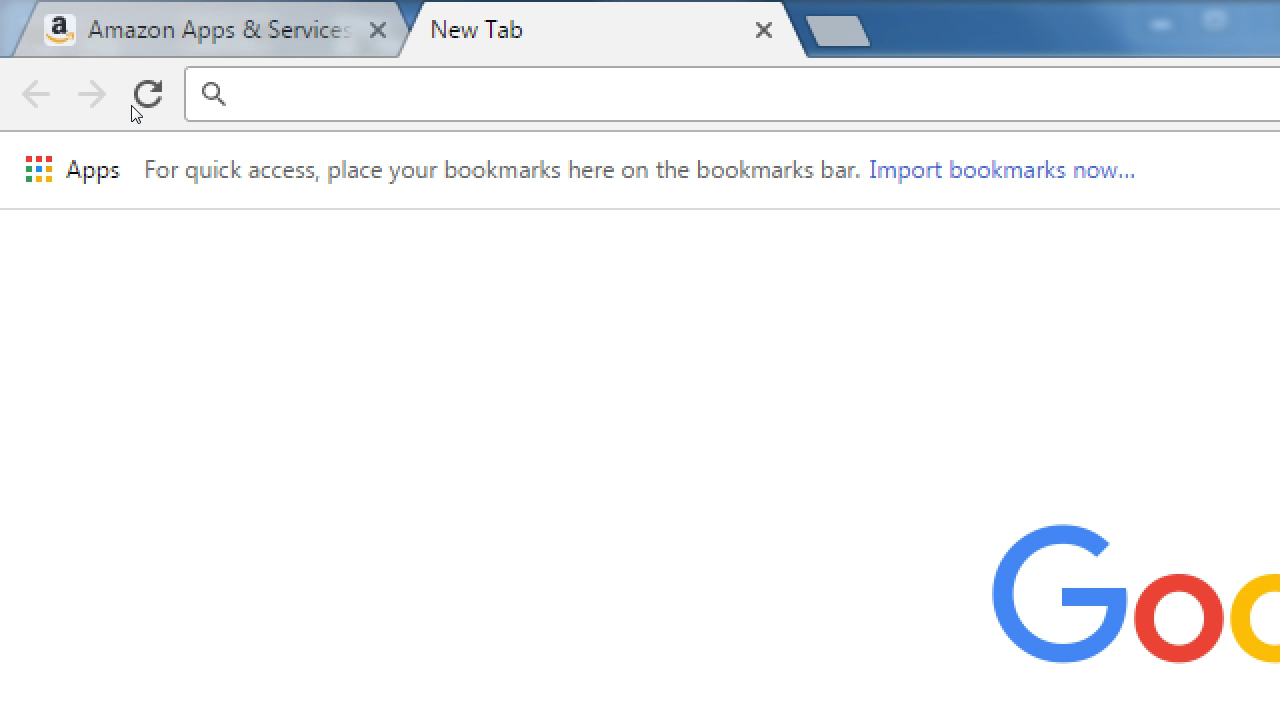 a Amazon Apps & Services
New Tab
Apps For quick access, place your bookmarks here on the bookmarks bar. Import bookmarks now...
Goo